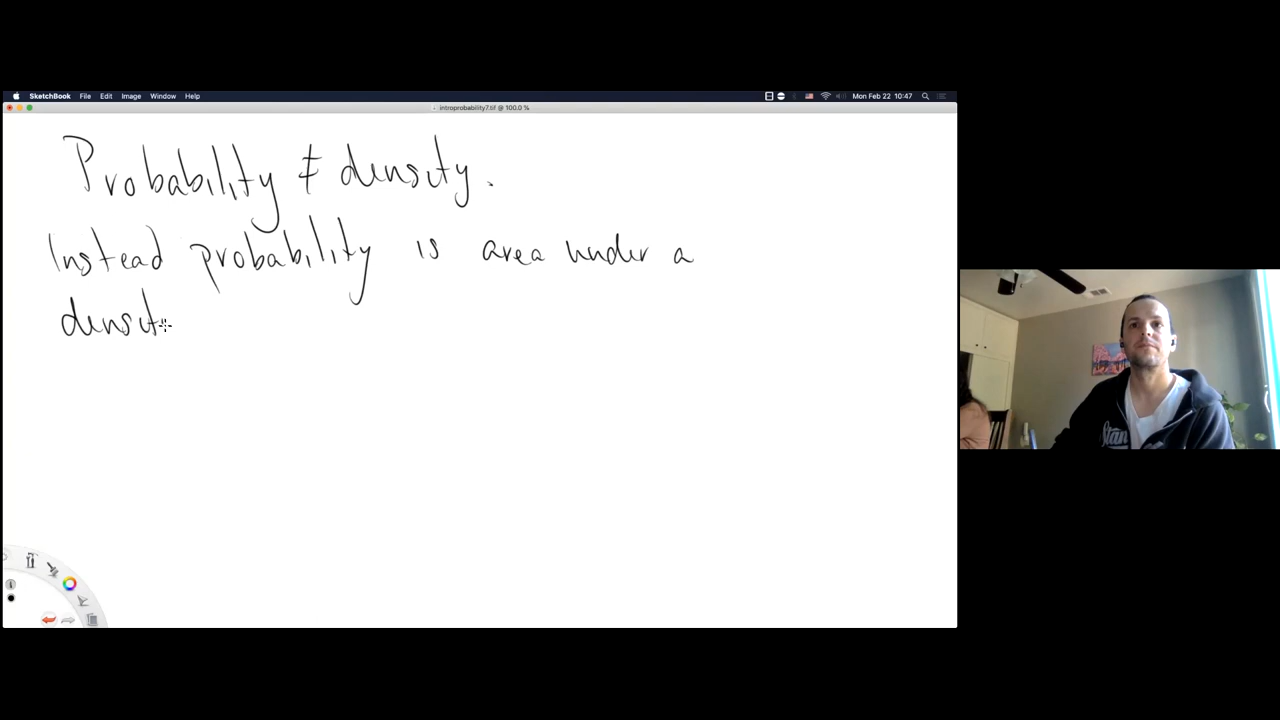 SketchBook File Edit Image Window Help Mon Feb 22 10:47
introprobability7.tif @ 100.0 %
Probability ≠ density.
Instead probability is area under a
densit
Stan